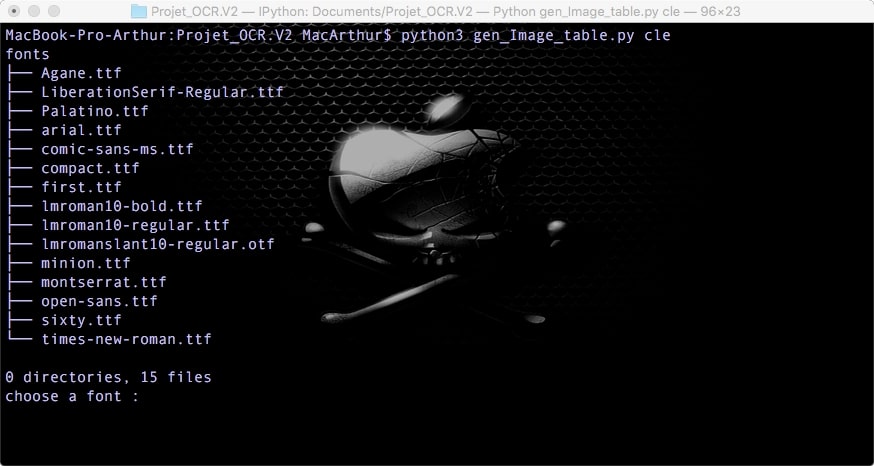 Projet_OCR.V2 — IPython: Documents/Projet_OCR.V2 — Python gen_Image_table.py cle — 96×23
MacBook-Pro-Arthur:Projet_OCR.V2 MacArthur$ python3 gen_Image_table.py cle
fonts
├── Agane.ttf
├── LiberationSerif-Regular.ttf
├── Palatino.ttf
├── arial.ttf
├── comic-sans-ms.ttf
├── compact.ttf
├── first.ttf
├── lmroman10-bold.ttf
├── lmroman10-regular.ttf
├── lmromanslant10-regular.otf
├── minion.ttf
├── montserrat.ttf
├── open-sans.ttf
├── sixty.ttf
└── times-new-roman.ttf
0 directories, 15 files
choose a font :